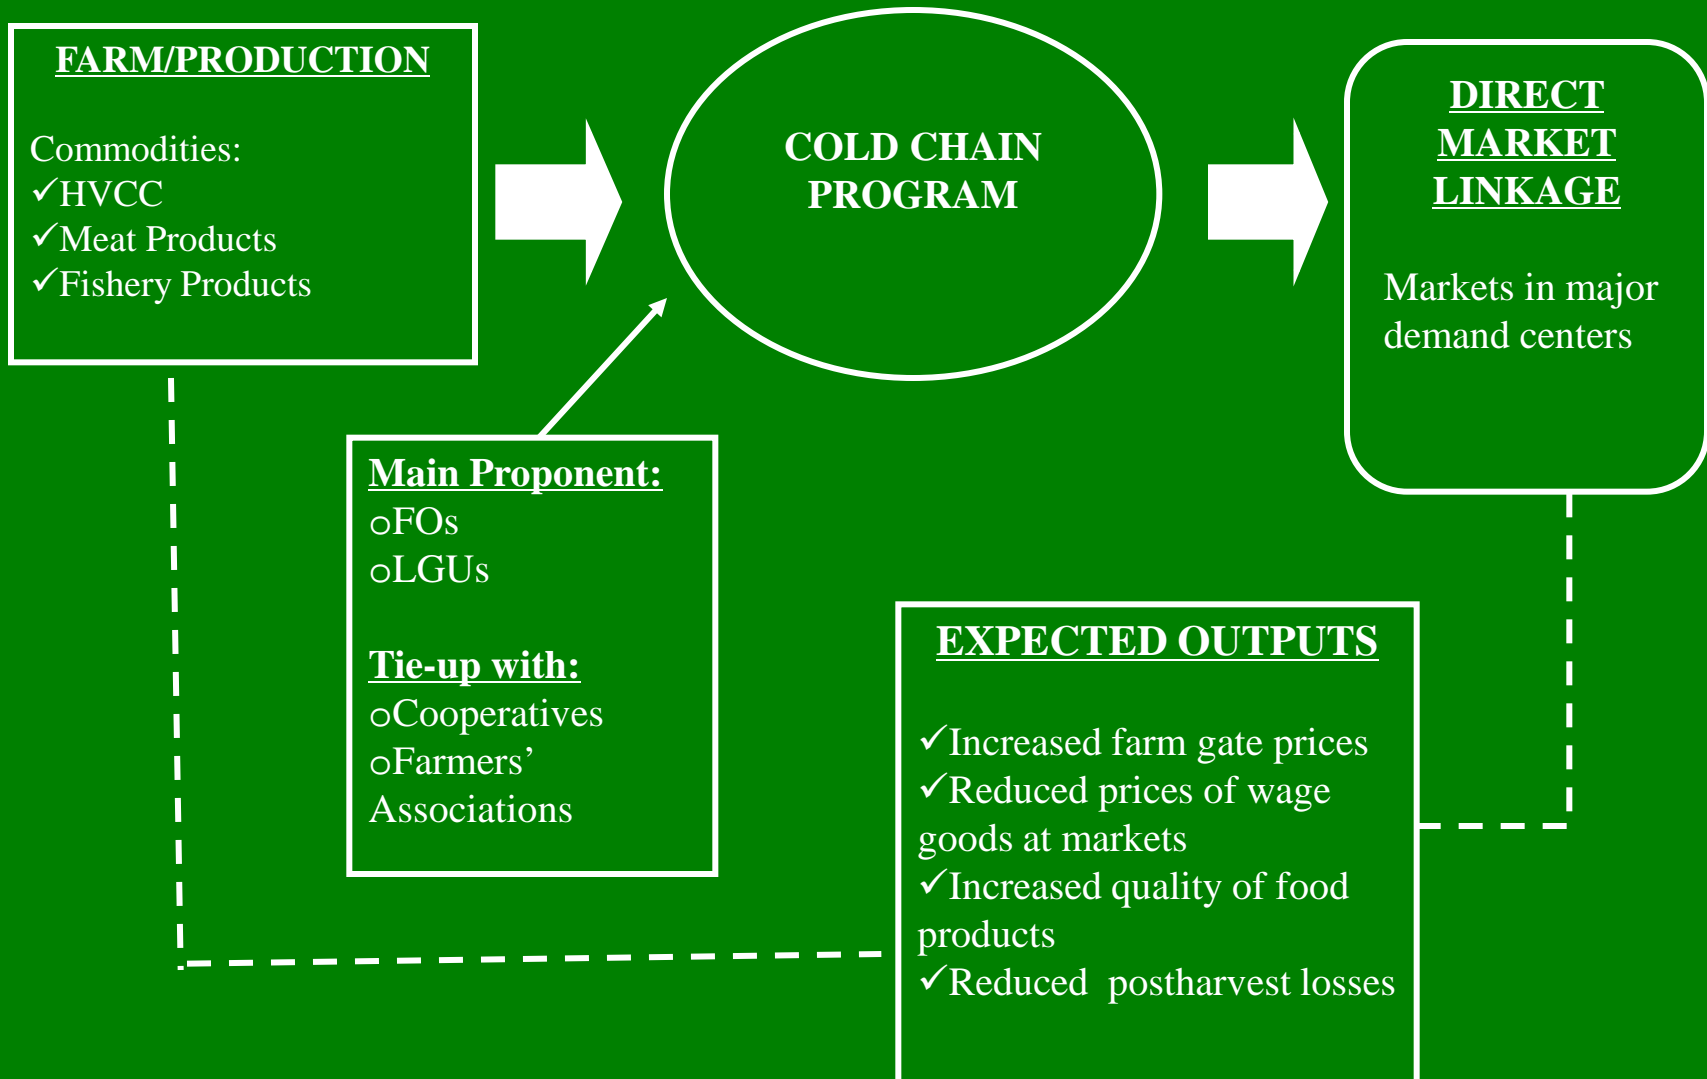 FARM/PRODUCTION
Commodities:
✓HVCC
✓Meat Products
✓Fishery Products
COLD CHAIN
PROGRAM
DIRECT
MARKET
LINKAGE
Markets in major
demand centers
Main Proponent:
oFOs
oLGUs
Tie-up with:
oCooperatives
oFarmers’
Associations
EXPECTED OUTPUTS
✓Increased farm gate prices
✓Reduced prices of wage
goods at markets
✓Increased quality of food
products
✓Reduced  postharvest losses